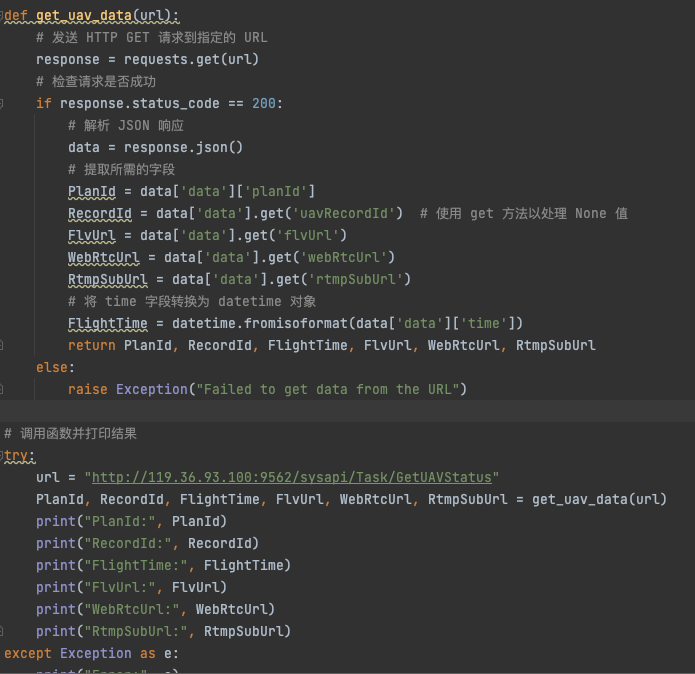 def get_uav_data(url):
    # 发送 HTTP GET 请求到指定的 URL
    response = requests.get(url)
    # 检查请求是否成功
    if response.status_code == 200:
        # 解析 JSON 响应
        data = response.json()
        # 提取所需的字段
        PlanId = data['data']['planId']
        RecordId = data['data'].get('uavRecordId')  # 使用 get 方法以处理 None 值
        FlvUrl = data['data'].get('flvUrl')
        WebRtcUrl = data['data'].get('webRtcUrl')
        RtmpSubUrl = data['data'].get('rtmpSubUrl')
        # 将 time 字段转换为 datetime 对象
        FlightTime = datetime.fromisoformat(data['data']['time'])
        return PlanId, RecordId, FlightTime, FlvUrl, WebRtcUrl, RtmpSubUrl
    else:
        raise Exception("Failed to get data from the URL")
# 调用函数并打印结果
try:
    url = "http://119.36.93.100:9562/sysapi/Task/GetUAVStatus"
    PlanId, RecordId, FlightTime, FlvUrl, WebRtcUrl, RtmpSubUrl = get_uav_data(url)
    print("PlanId:", PlanId)
    print("RecordId:", RecordId)
    print("FlightTime:", FlightTime)
    print("FlvUrl:", FlvUrl)
    print("WebRtcUrl:", WebRtcUrl)
    print("RtmpSubUrl:", RtmpSubUrl)
except Exception as e: